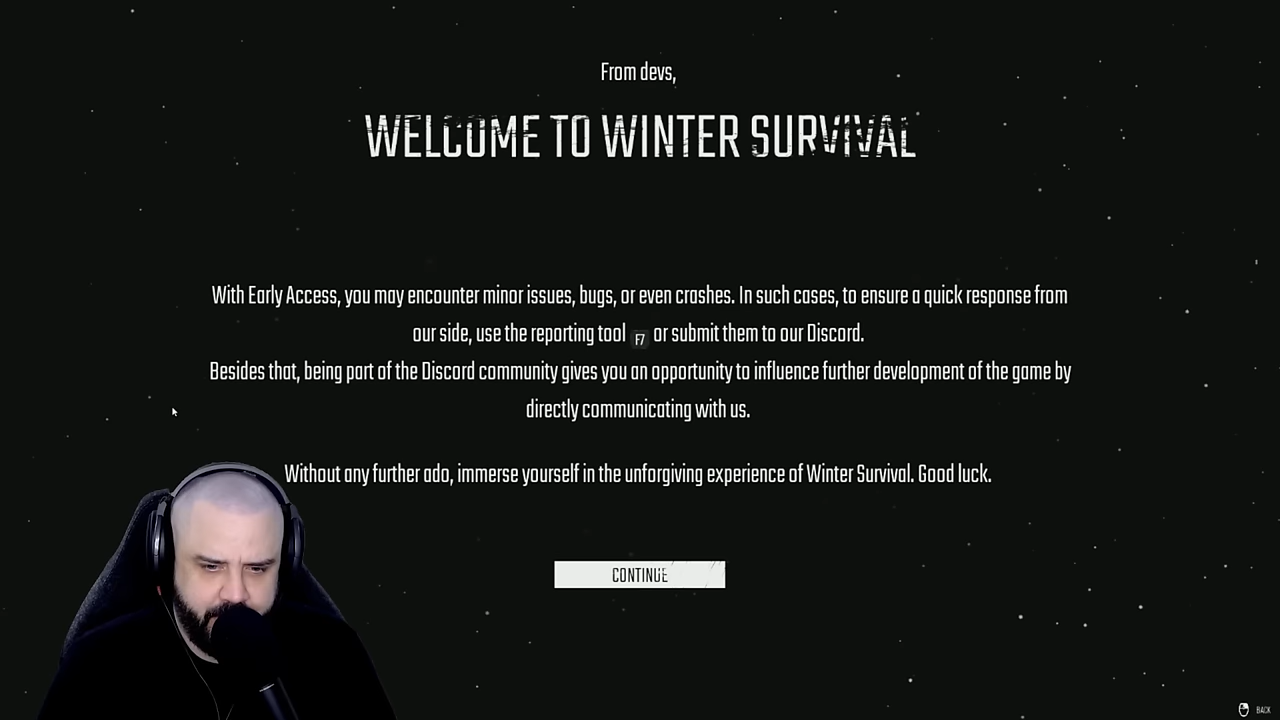 From devs,
WELCOME TO WINTER SURVIVAL
With Early Access, you may encounter minor issues, bugs, or even crashes. In such cases, to ensure a quick response from
our side, use the reporting tool F7 or submit them to our Discord.
Besides that, being part of the Discord community gives you an opportunity to influence further development of the game by
directly communicating with us.
Without any further ado, immerse yourself in the unforgiving experience of Winter Survival. Good luck.
CONTINUE
BACK